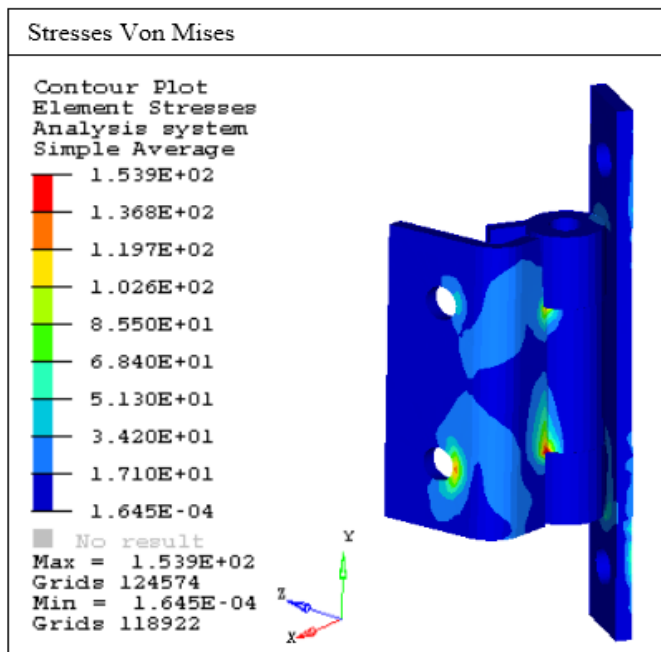 Stresses Von Mises
Contour Plot
Element Stresses
Analysis system
Simple Average
1.539E+02
1.368E+02
1.197E+02
1.026E+02
8.550E+01
6.840E+01
5.130E+01
3.420E+01
1.710E+01
1.645E-04
No result
Max = 1.539E+02
Grids 124574
Min = 1.645E-04
Grids 118922
Y
Z
X